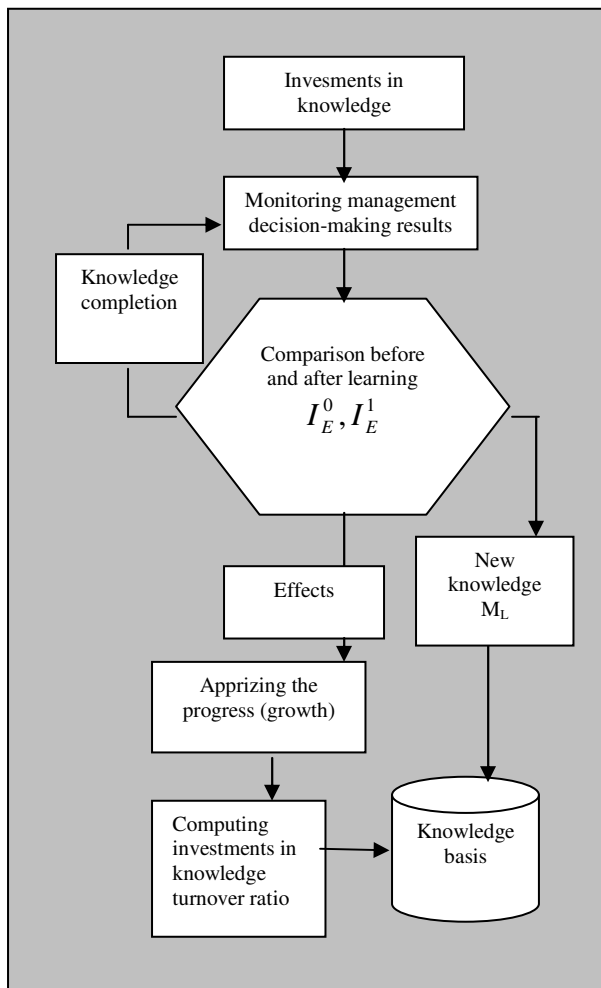 Invesments in
knowledge
Monitoring management
decision-making results
Knowledge
completion
Comparison before
and after learning
I_E^0, I_E^1
New
knowledge
M_L
Effects
Apprizing the
progress (growth)
Computing
investments in
knowledge
turnover ratio
Knowledge
basis